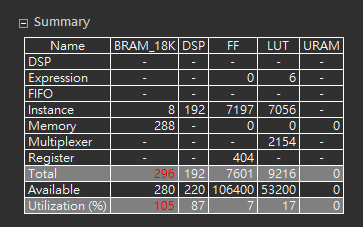 Summary
Name BRAM_18K DSP FF LUT URAM
DSP - - - - -
Expression - - 0 6 -
FIFO - - - - -
Instance 8 192 7197 7056 -
Memory 288 - 0 0 0
Multiplexer - - - 2154 -
Register - - 404 - -
Total 296 192 7601 9216 0
Available 280 220 106400 53200 0
Utilization (%) 105 87 7 17 0